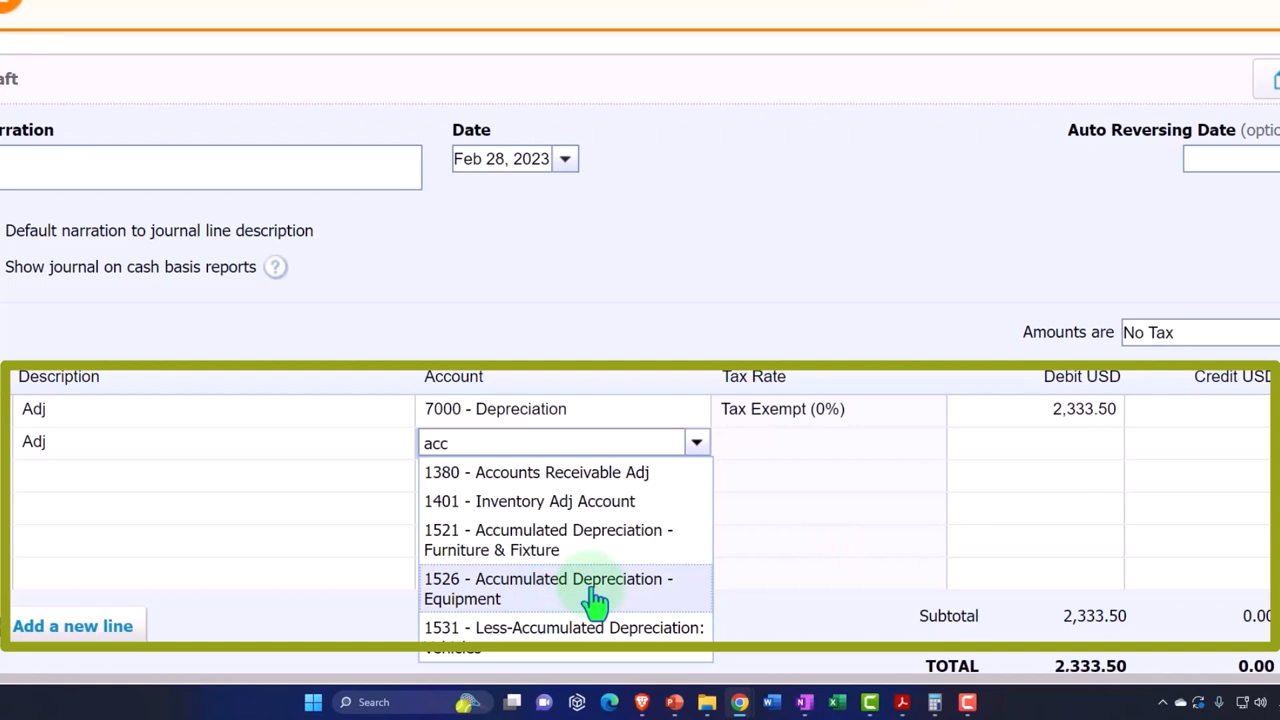 aft
rration
Date
Auto Reversing Date (optio
Feb 28, 2023
Default narration to journal line description
Show journal on cash basis reports ?
Amounts are No Tax
Description Account Tax Rate Debit USD Credit USD
Adj 7000 - Depreciation Tax Exempt (0%) 2,333.50
Adj acc
1380 - Accounts Receivable Adj
1401 - Inventory Adj Account
1521 - Accumulated Depreciation -
Furniture & Fixture
1526 - Accumulated Depreciation -
Equipment
1531 - Less-Accumulated Depreciation:
Vehicles
Add a new line
Subtotal 2,333.50 0.00
TOTAL 2,333.50 0.00
Search